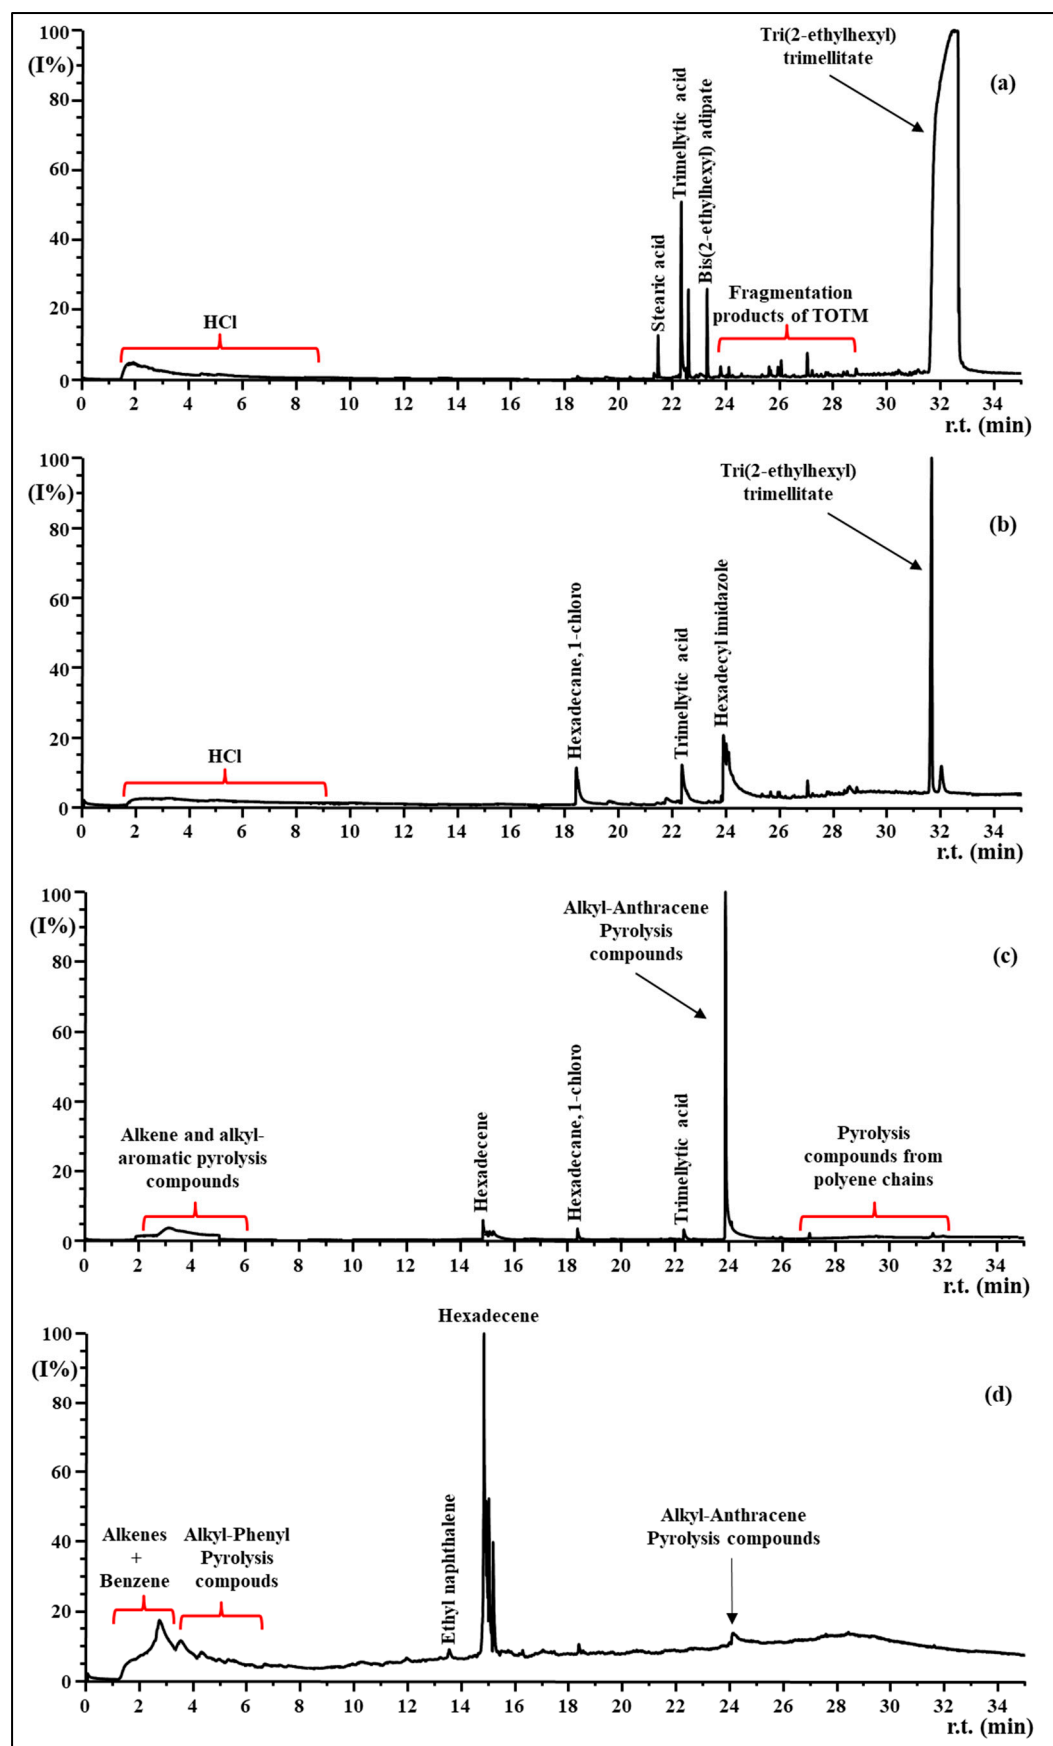 100
(I%)
80
60
40
20
0
Tri(2-ethylhexyl)
trimellitate
(a)
Stearic acid
Trimellytic acid
Bis(2-ethylhexyl) adipate
Fragmentation
products of TOTM
HCl
0 2 4 6 8 10 12 14 16 18 20 22 24 26 28 30 32 34
r.t. (min)
100
(I%)
80
60
40
20
0
Tri(2-ethylhexyl)
trimellitate
(b)
Hexadecane,1-chloro
Trimellytic acid
Hexadecyl imidazole
HCl
0 2 4 6 8 10 12 14 16 18 20 22 24 26 28 30 32 34
r.t. (min)
100
(I%)
80
60
40
20
0
Alkyl-Anthracene
Pyrolysis
compounds
(c)
Alkene and alkyl-
aromatic pyrolysis
compounds
Hexadecene
Hexadecane,1-chloro
Trimellytic acid
Pyrolysis
compounds from
polyene chains
0 2 4 6 8 10 12 14 16 18 20 22 24 26 28 30 32 34
r.t. (min)
Hexadecene
100
(I%)
80
60
40
20
0
(d)
Alkenes
+
Benzene
Alkyl-Phenyl
Pyrolysis
compouds
Ethyl naphthalene
Alkyl-Anthracene
Pyrolysis compounds
0 2 4 6 8 10 12 14 16 18 20 22 24 26 28 30 32 34
r.t. (min)